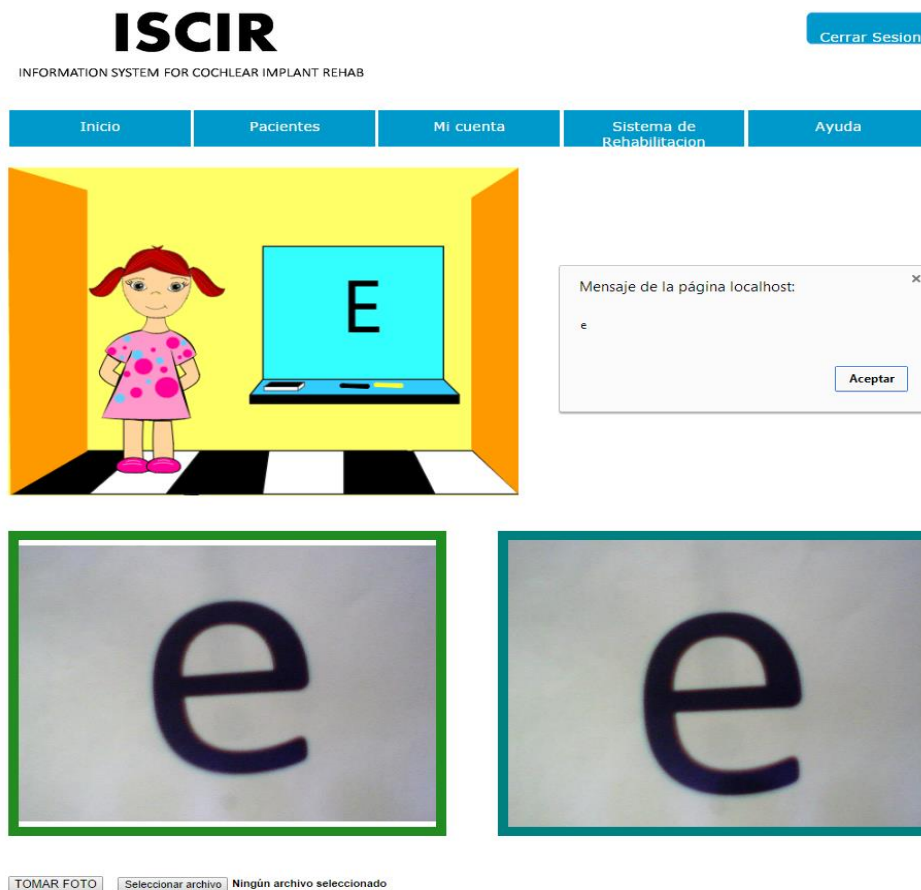 ISCIR
INFORMATION SYSTEM FOR COCHLEAR IMPLANT REHAB
Cerrar Sesion
Inicio
Pacientes
Mi cuenta
Sistema de
Rehabilitacion
Ayuda
E
Mensaje de la página localhost:
×
e
Aceptar
e
e
TOMAR FOTO
Seleccionar archivo
Ningún archivo seleccionado